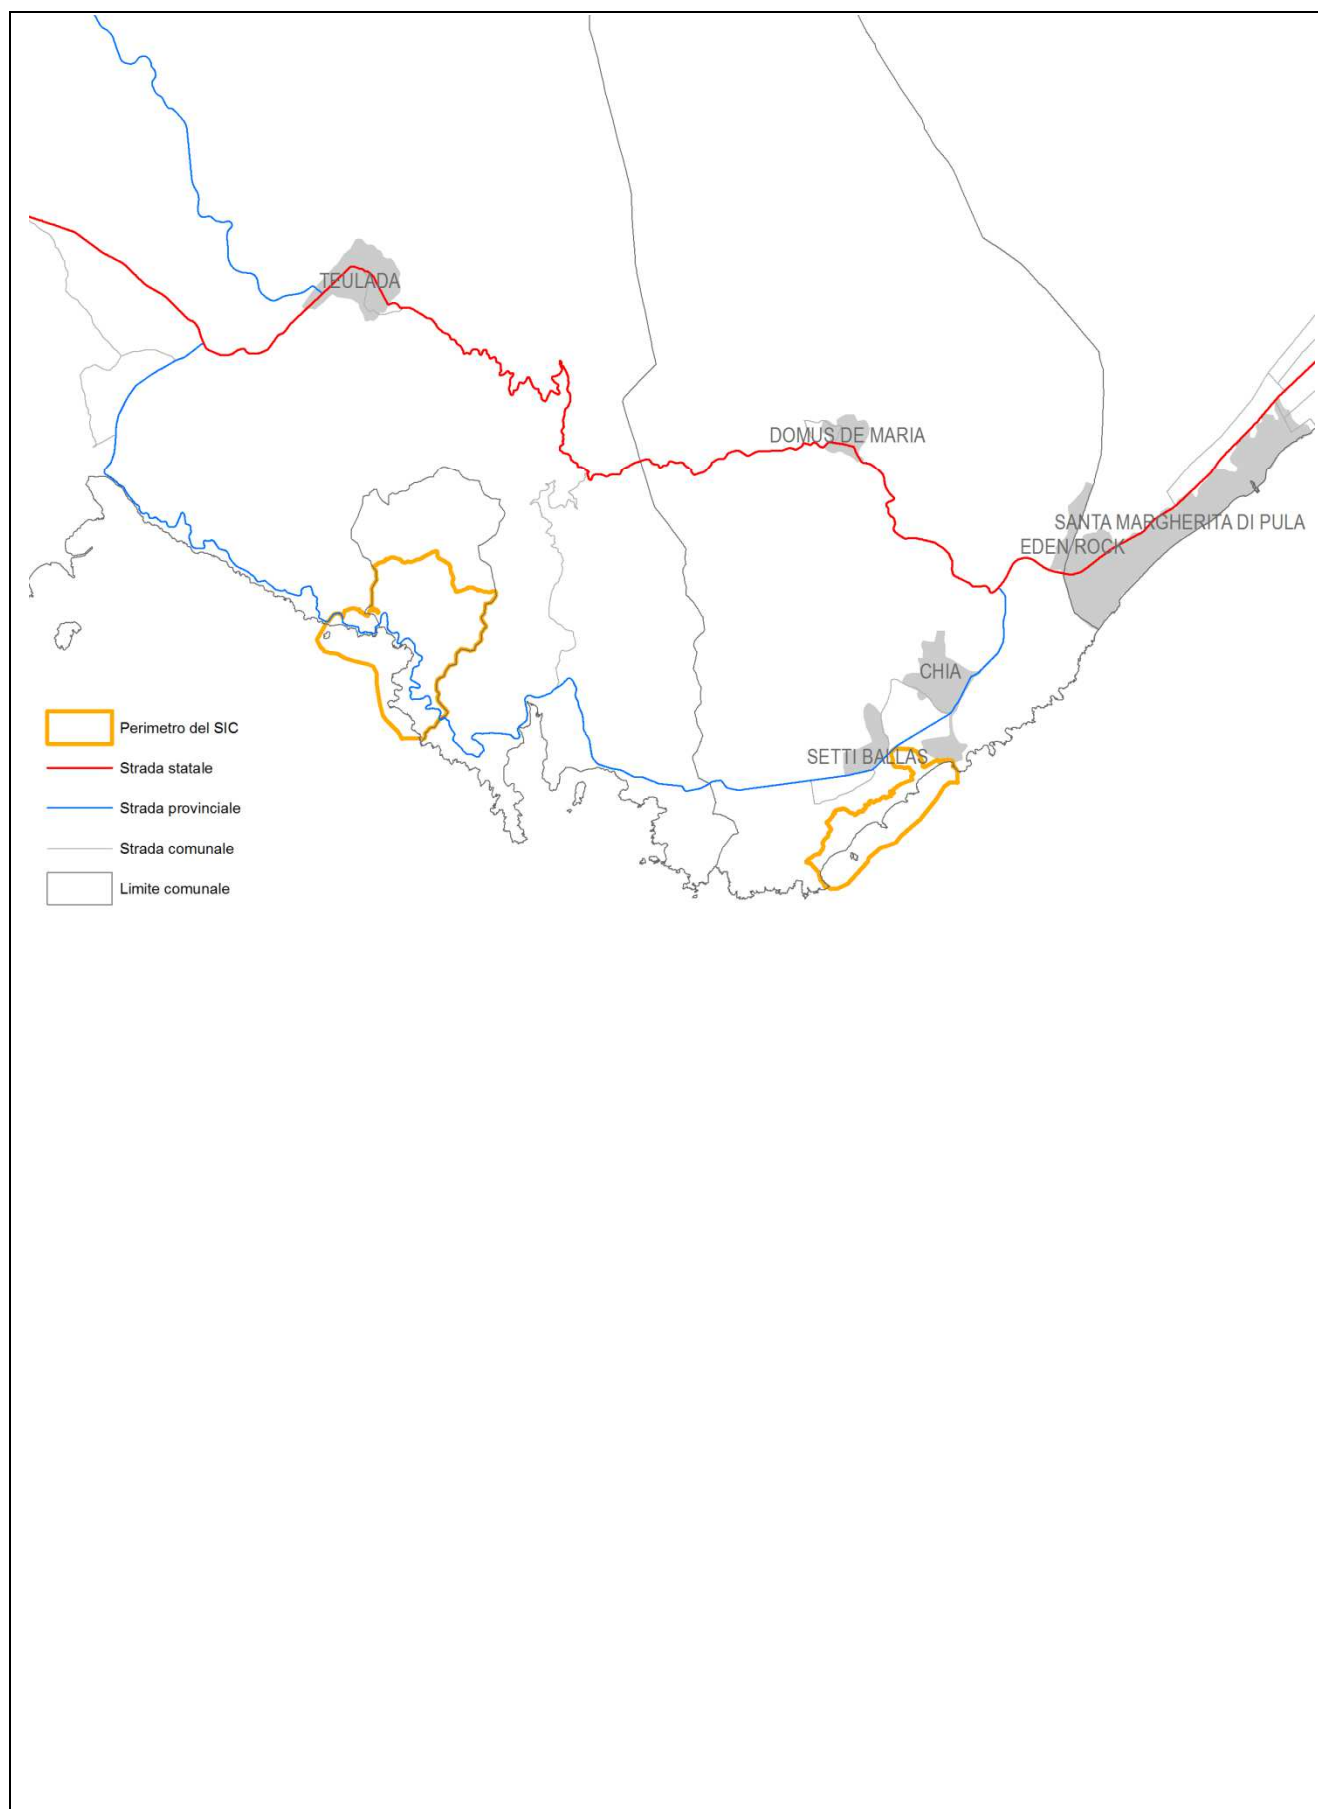 TEULADA
DOMUS DE MARIA
SANTA MARGHERITA DI PULA
EDEN ROCK
CHIA
SETTI BALLAS
Perimetro del SIC
Strada statale
Strada provinciale
Strada comunale
Limite comunale